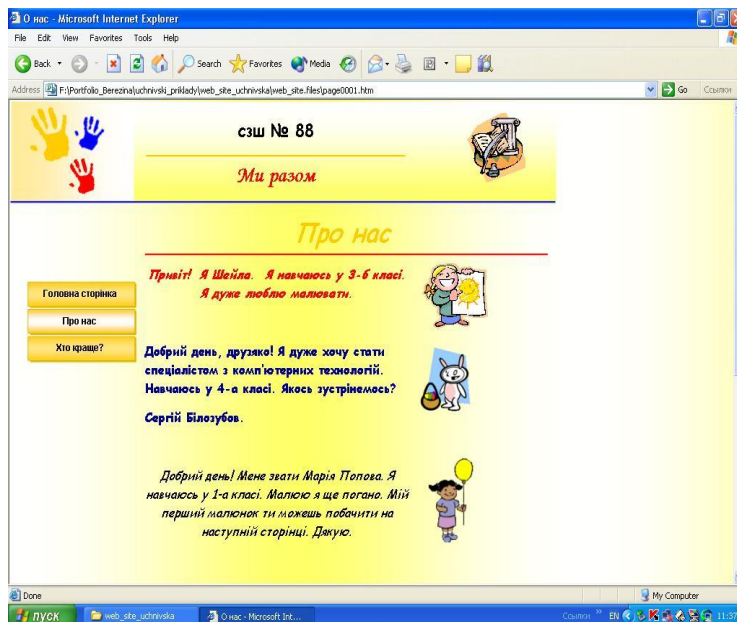 О нас - Microsoft Internet Explorer
File Edit View Favorites Tools Help
Back Search Favorites Media
Address F:\Portfolio_Berezina\uchnivski_priklady\web_site_uchnivska\web_site.files\page0001.htm Go Ссылки
сзш № 88
Ми разом
Про нас
Привіт! Я Шейла. Я навчаюсь у 3-б класі.
Я дуже люблю малювати.
Головна сторінка
Про нас
Хто краще?
Добрий день, друзяко! Я дуже хочу стати
спеціалістом з комп'ютерних технологій.
Навчаюсь у 4-а класі. Якось зустрінемось?
Сергій Білозубов.
Добрий день! Мене звати Марія Попова. Я
навчаюсь у 1-а класі. Малюю я ще погано. Мій
перший малюнок ти можешь побачити на
наступній сторінці. Дякую.
Done My Computer
пуск web_site_uchnivska О нас - Microsoft Int... Ссылки » EN 11:37